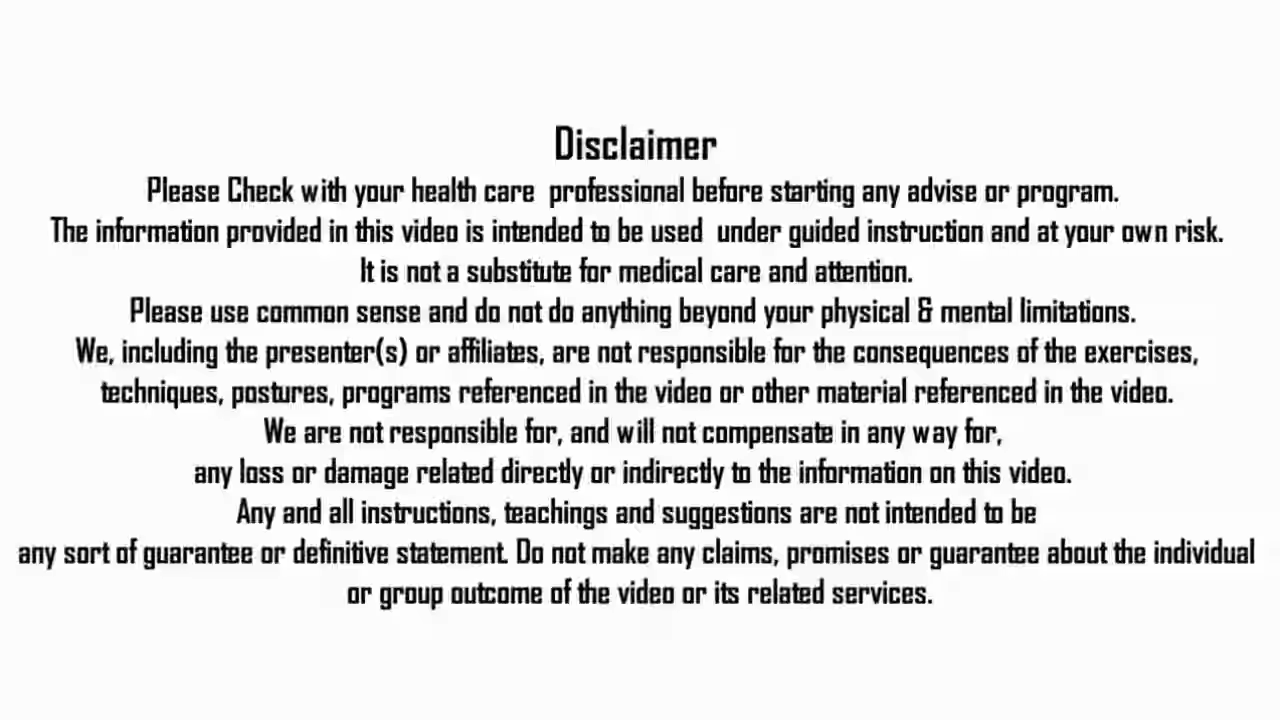 Disclaimer
Please Check with your health care professional before starting any advise or program.
The information provided in this video is intended to be used under guided instruction and at your own risk.
It is not a substitute for medical care and attention.
Please use common sense and do not do anything beyond your physical & mental limitations.
We, including the presenter(s) or affiliates, are not responsible for the consequences of the exercises,
techniques, postures, programs referenced in the video or other material referenced in the video.
We are not responsible for, and will not compensate in any way for,
any loss or damage related directly or indirectly to the information on this video.
Any and all instructions, teachings and suggestions are not intended to be
any sort of guarantee or definitive statement. Do not make any claims, promises or guarantee about the individual
or group outcome of the video or its related services.